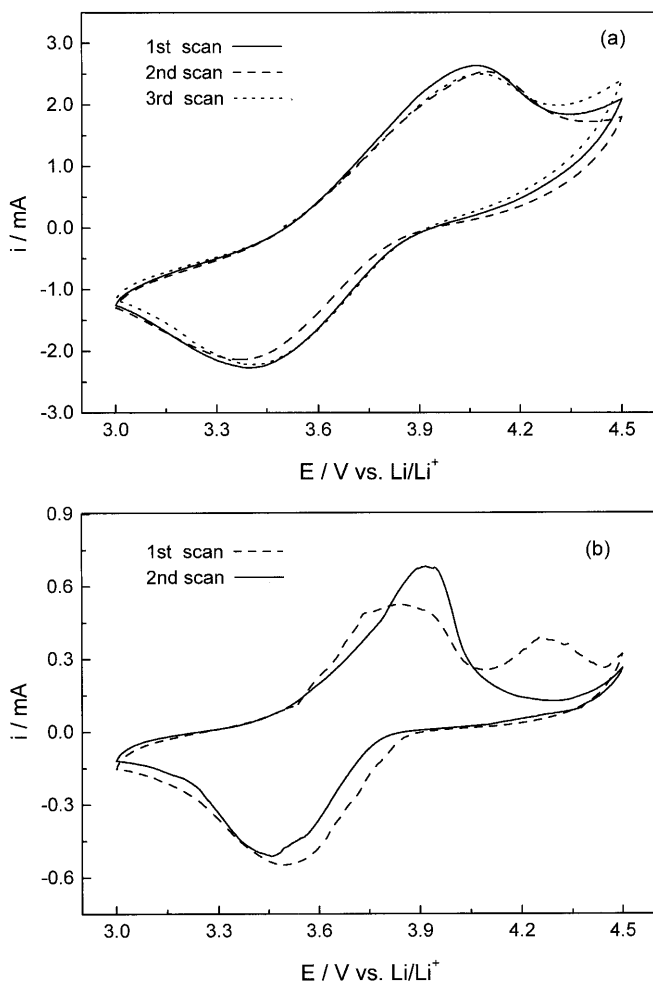 (a)
1st scan
2nd scan
3rd scan
3.0
2.0
1.0
0.0
-1.0
-2.0
-3.0
i / mA
3.0 3.3 3.6 3.9 4.2 4.5
E / V vs. Li/Li⁺
(b)
1st scan
2nd scan
0.9
0.6
0.3
0.0
-0.3
-0.6
i / mA
3.0 3.3 3.6 3.9 4.2 4.5
E / V vs. Li/Li⁺